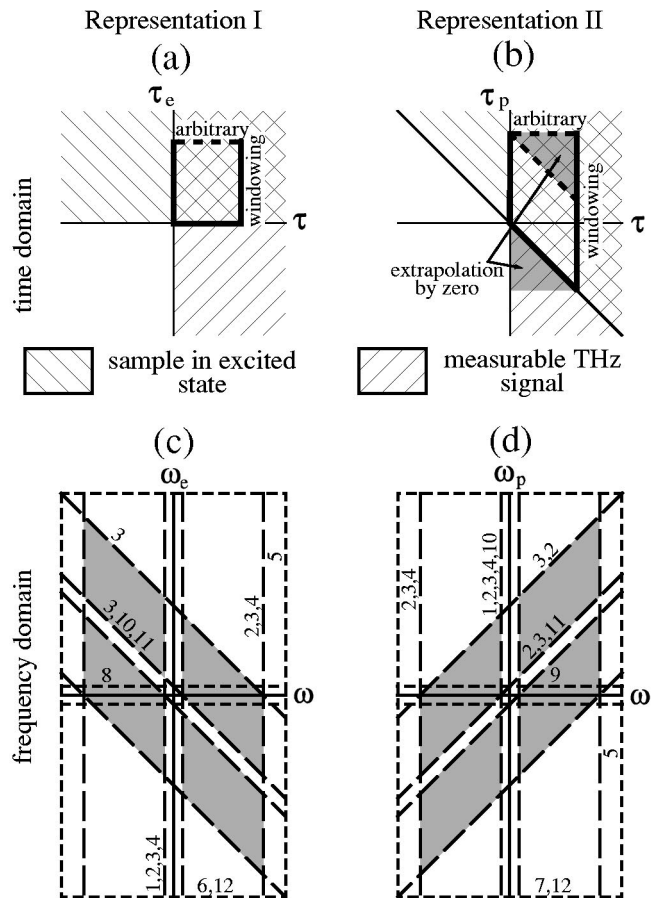 Representation I
Representation II
(a)
(b)
τe
τp
arbitrary
arbitrary
windowing
windowing
τ
τ
time domain
extrapolation
by zero
sample in excited
state
measurable THz
signal
(c)
(d)
ωe
ωp
3
5
2,3,4
3,10,11
8
ω
1,2,3,4
6,12
2,3,4
1,2,3,4,10
3,2
2,3,11
9
ω
5
7,12
frequency domain